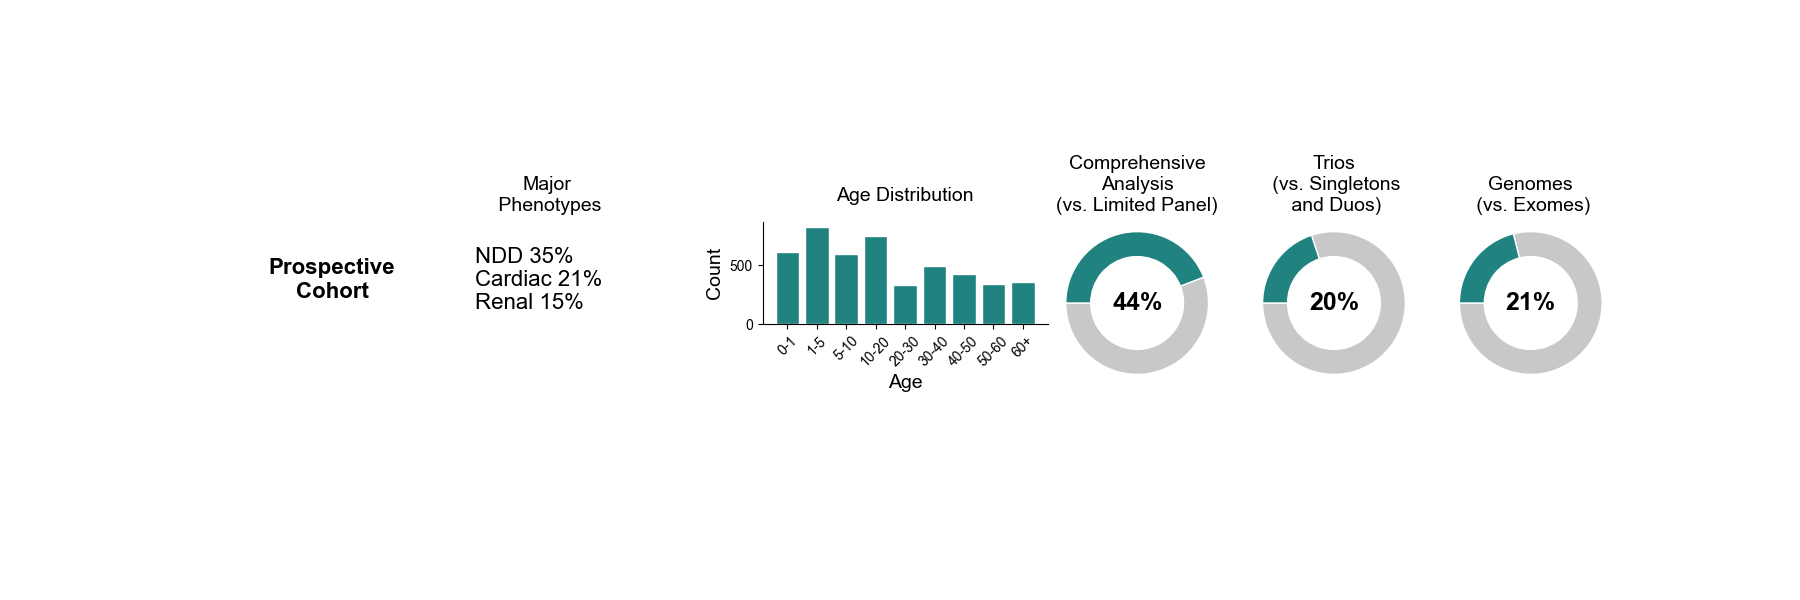 Prospective
Cohort
Major
Phenotypes
NDD 35%
Cardiac 21%
Renal 15%
Age Distribution
Count
500
0
0-1
1-5
5-10
10-20
20-30
30-40
40-50
50-60
60+
Age
Comprehensive
Analysis
(vs. Limited Panel)
44%
Trios
(vs. Singletons
and Duos)
20%
Genomes
(vs. Exomes)
21%